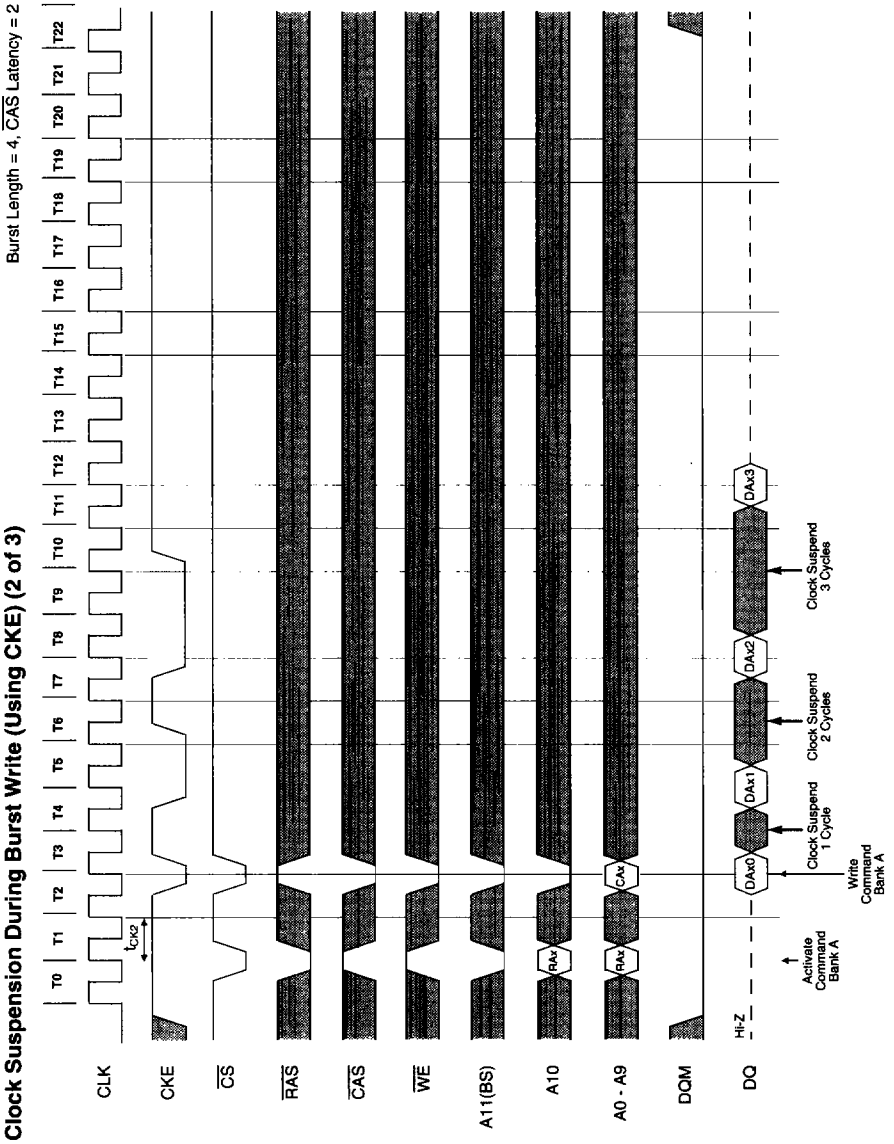 Clock Suspension During Burst Write (Using CKE) (2 of 3)
Burst Length = 4, CAS Latency = 2
T0 T1 T2 T3 T4 T5 T6 T7 T8 T9 T10 T11 T12 T13 T14 T15 T16 T17 T18 T19 T20 T21 T22
CLK
tCK2
CKE
CS
RAS
CAS
WE
A11(BS)
A10
RAx
A0 - A9
RAx CAx
DQM
DQ
Hi-Z
DAx0 DAx1 DAx2 DAx3
Activate
Command
Bank A
Write
Command
Bank A
Clock Suspend
1 Cycle
Clock Suspend
2 Cycles
Clock Suspend
3 Cycles